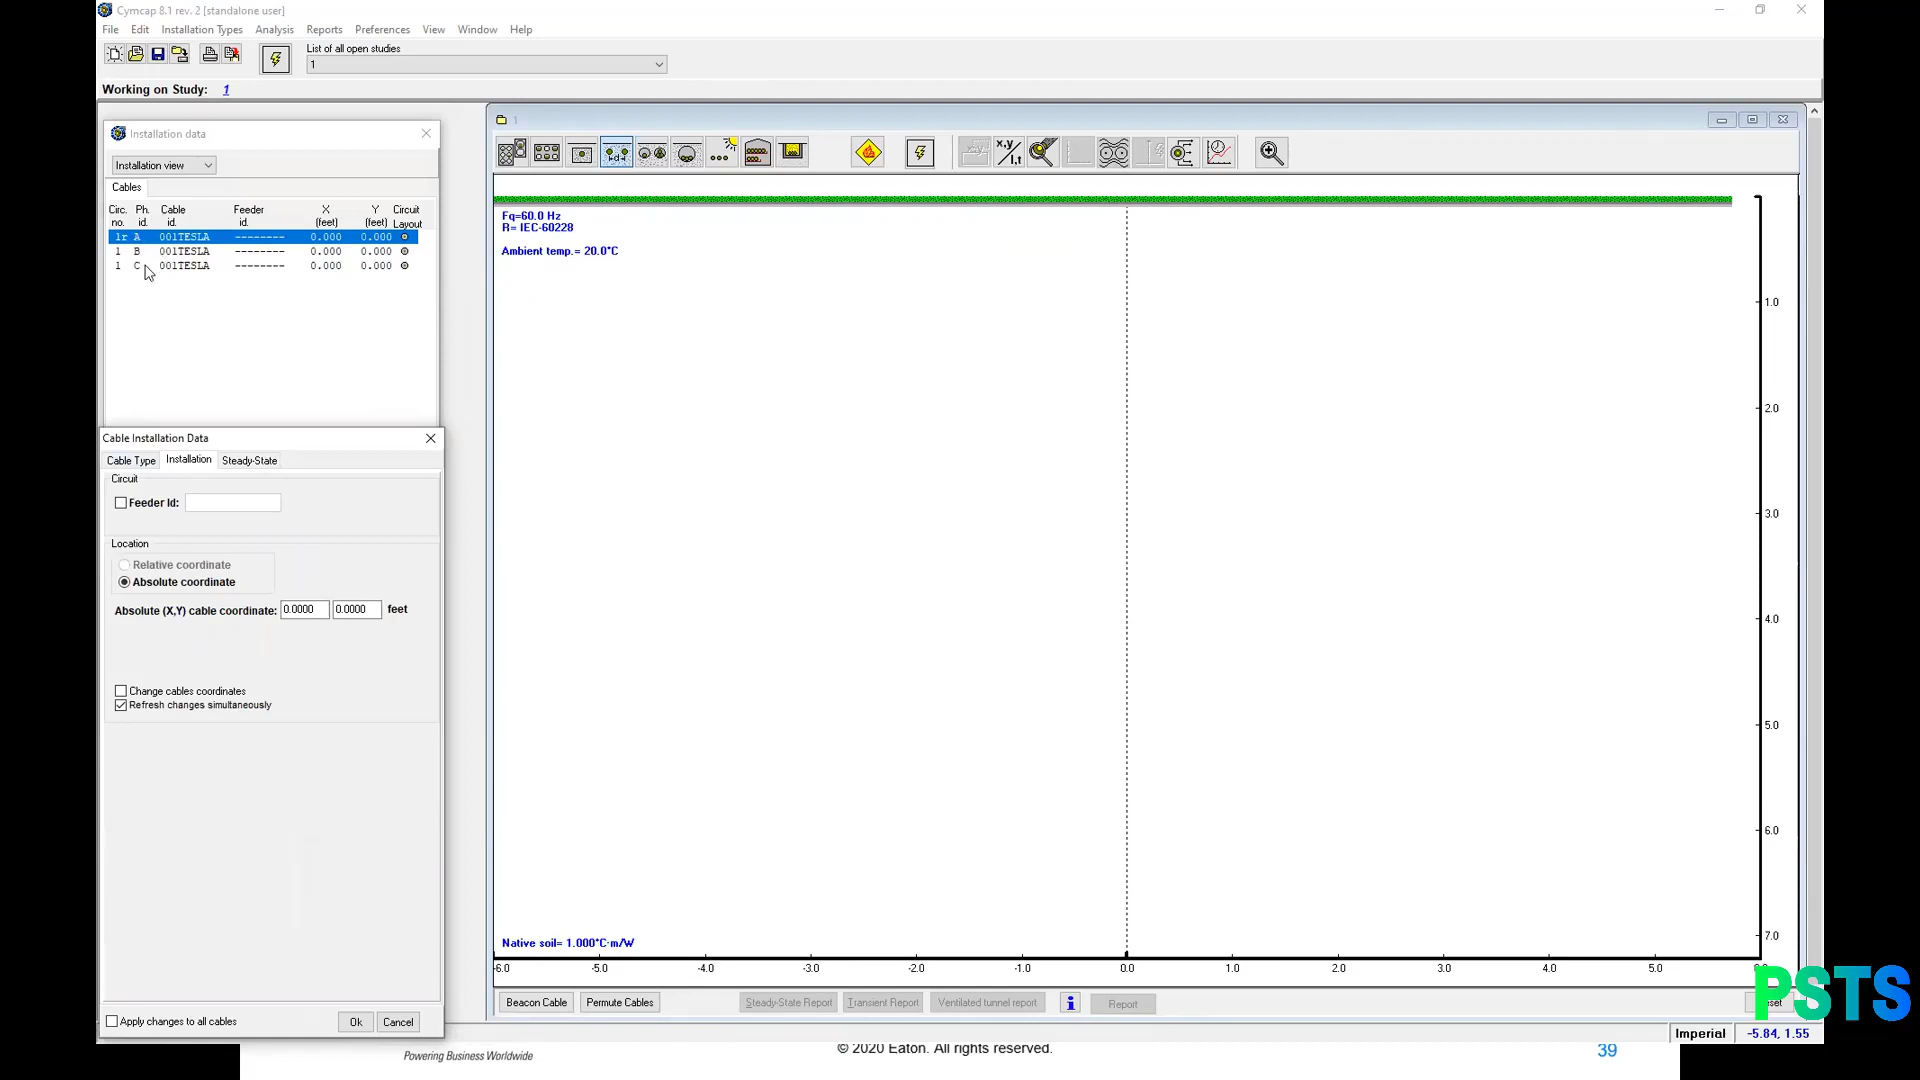 Cymcap 8.1 rev. 2 [standalone user]
File Edit Installation Types Analysis Reports Preferences View Window Help
List of all open studies
1
Working on Study: 1
Installation data
Installation view
Cables
Circ. no. Ph. id. Cable id. Feeder id. X (feet) Y (feet) Circuit Layout
1r A 001TESLA -------- 0.000 0.000
1 B 001TESLA -------- 0.000 0.000
1 C 001TESLA -------- 0.000 0.000
Cable Installation Data
Cable Type Installation Steady-State
Circuit
Feeder Id:
Location
Relative coordinate
Absolute coordinate
Absolute (X,Y) cable coordinate: 0.0000 0.0000 feet
Change cables coordinates
Refresh changes simultaneously
Apply changes to all cables Ok Cancel
1
x,y
I,t
Fq=60.0 Hz
R= IEC-60228
Ambient temp.= 20.0°C
1.0
2.0
3.0
4.0
5.0
6.0
7.0
Native soil= 1.000°C·m/W
-6.0 -5.0 -4.0 -3.0 -2.0 -1.0 0.0 1.0 2.0 3.0 4.0 5.0
Beacon Cable Permute Cables Steady-State Report Transient Report Ventilated tunnel report Report
PSTS
Imperial -5.84, 1.55
Powering Business Worldwide
© 2020 Eaton. All rights reserved.
39